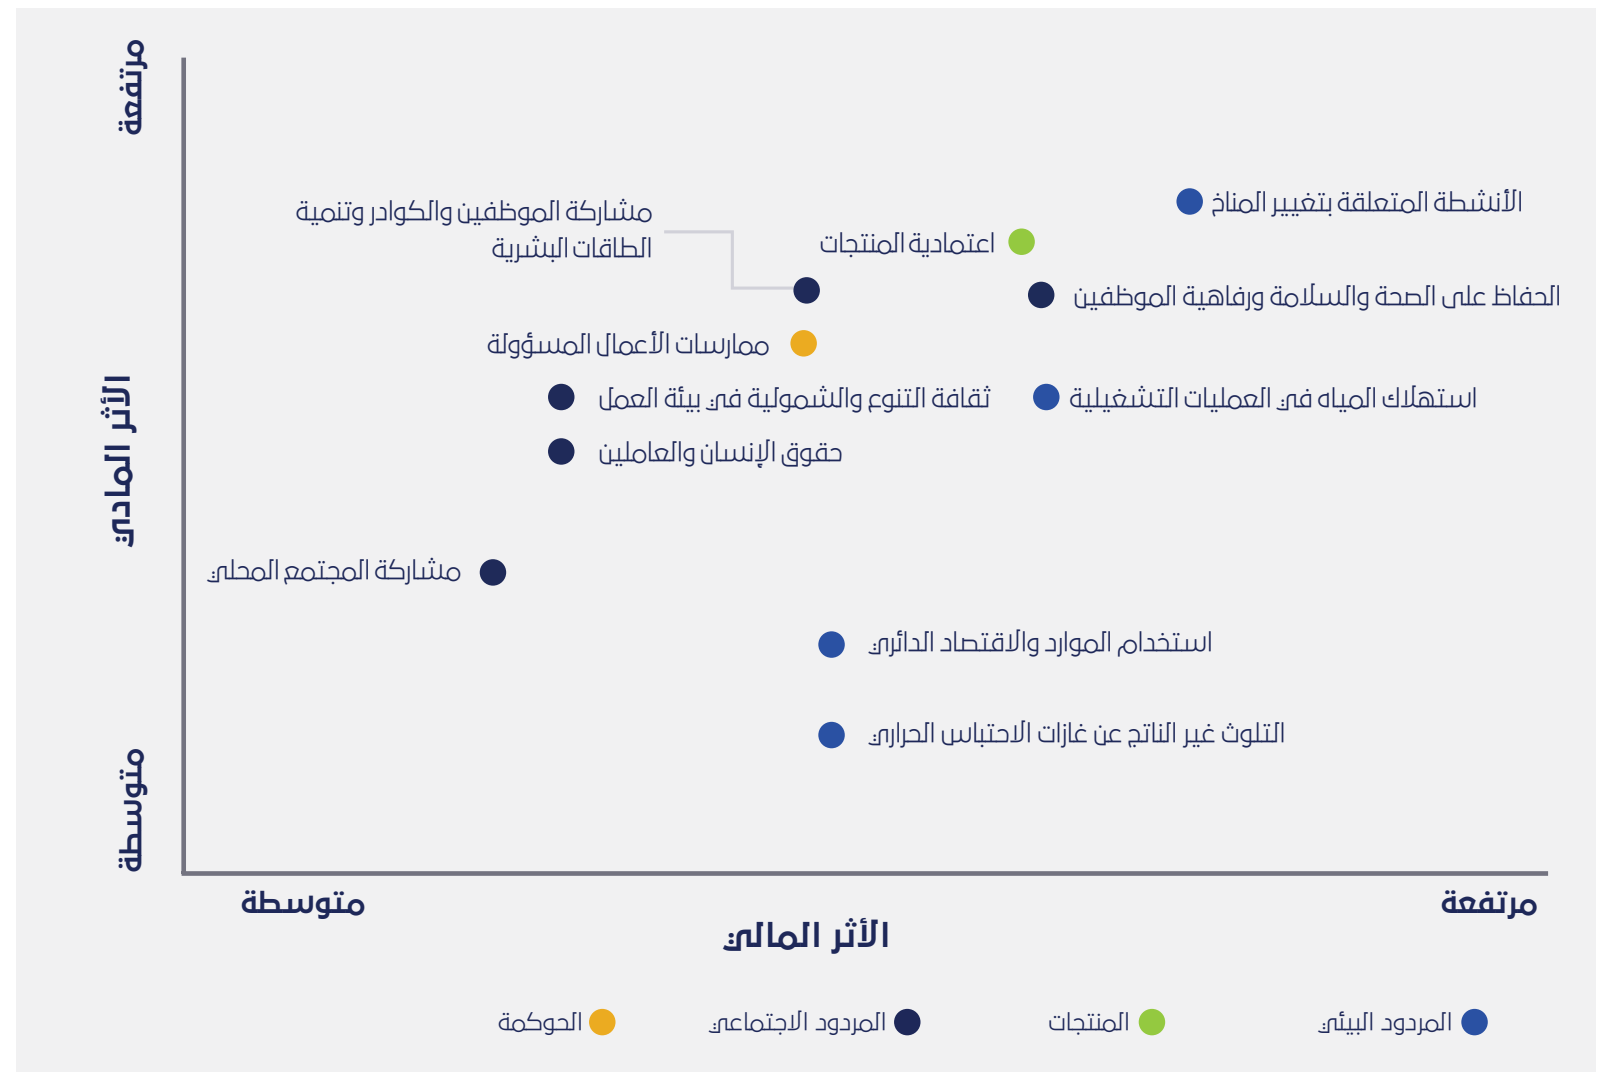 مرتفعة
الأنشطة المتعلقة بتغيير المناخ
مشاركة الموظفين والكوادر وتنمية
الطاقات البشرية
اعتمادية المنتجات
الحفاظ على الصحة والسلامة ورفاهية الموظفين
ممارسات الأعمال المسؤولة
استهلاك المياه في العمليات التشغيلية
ثقافة التنوع والشمولية في بيئة العمل
حقوق الإنسان والعاملين
الأثر المادي
مشاركة المجتمع المحلي
استخدام الموارد والاقتصاد الدائري
التلوث غير الناتج عن غازات الاحتباس الحراري
متوسطة
مرتفعة
متوسطة
الأثر المالي
المردود البيئي
المنتجات
المردود الاجتماعي
الحوكمة